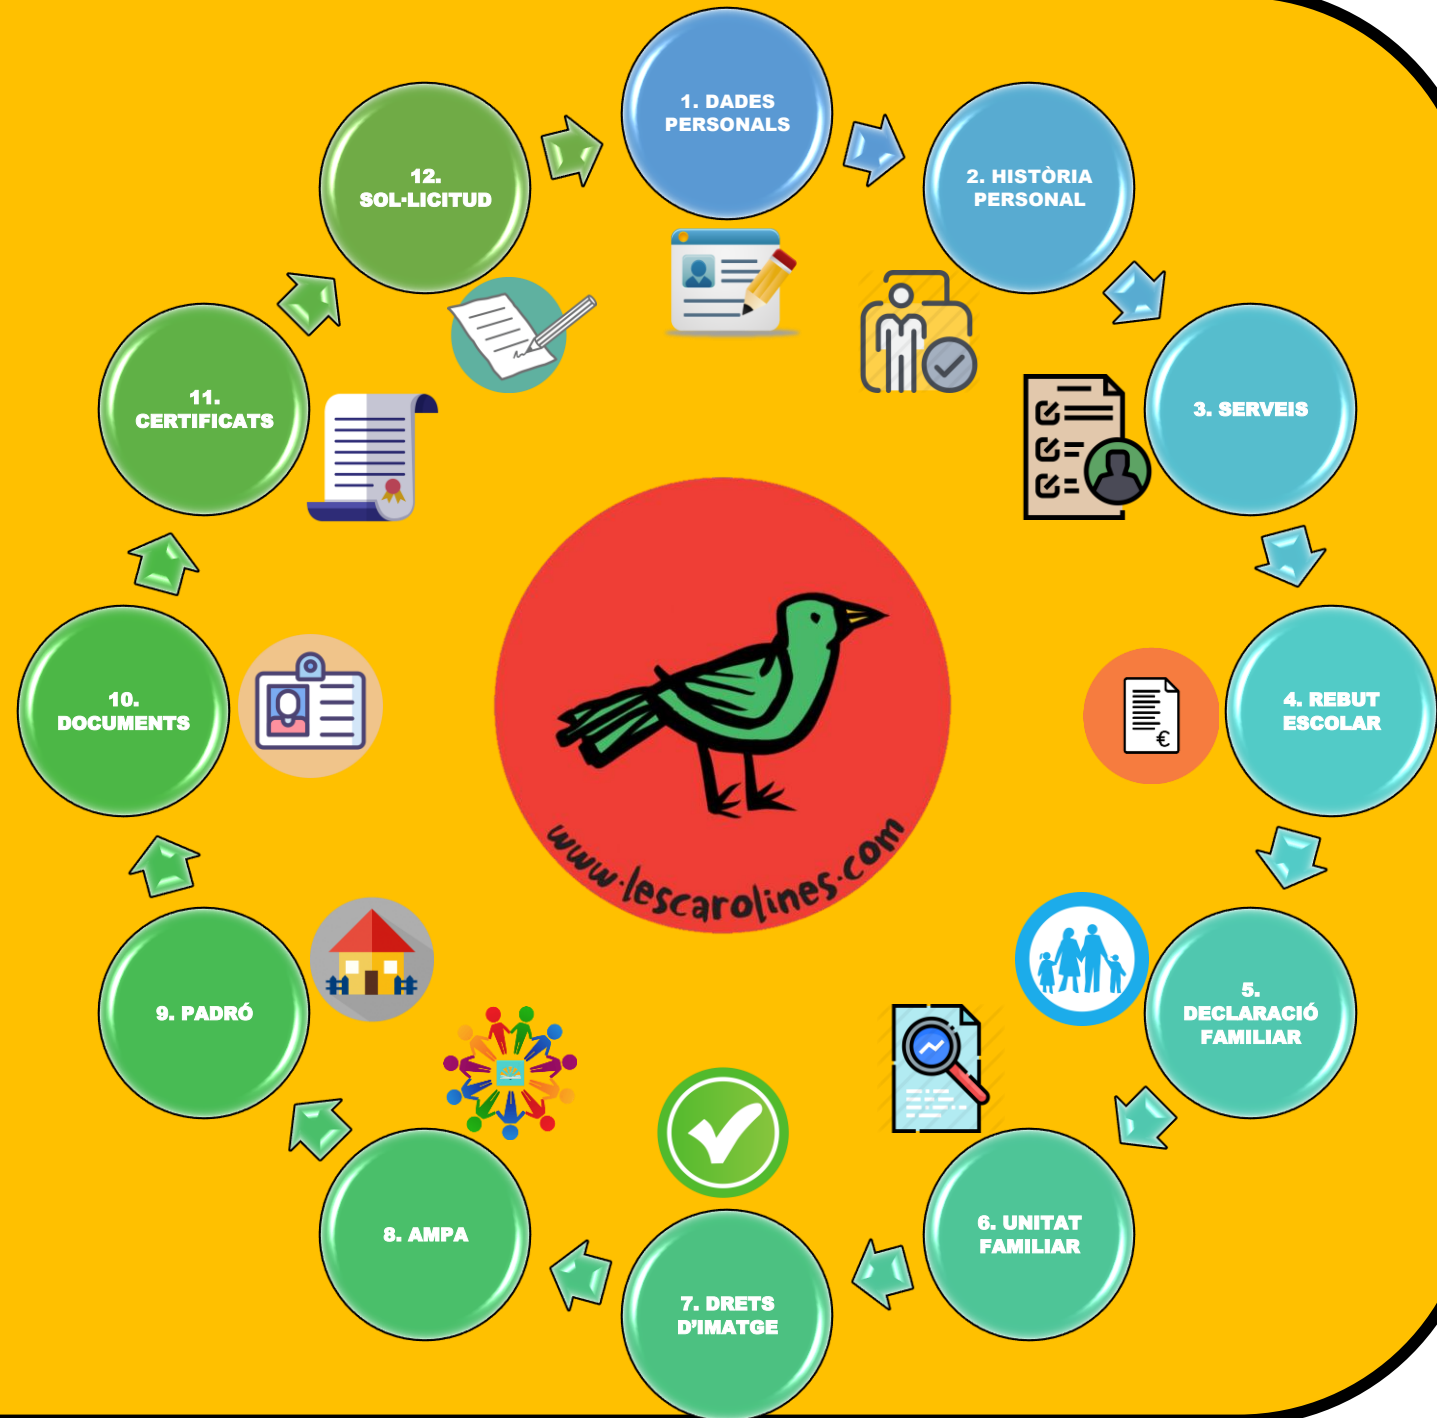 1. DADES
PERSONALS
2. HISTÒRIA
PERSONAL
3. SERVEIS
4. REBUT
ESCOLAR
5.
DECLARACIÓ
FAMILIAR
6. UNITAT
FAMILIAR
7. DRETS
D'IMATGE
8. AMPA
9. PADRÓ
10.
DOCUMENTS
11.
CERTIFICATS
12.
SOL·LICITUD
€
www.lescarolines.com